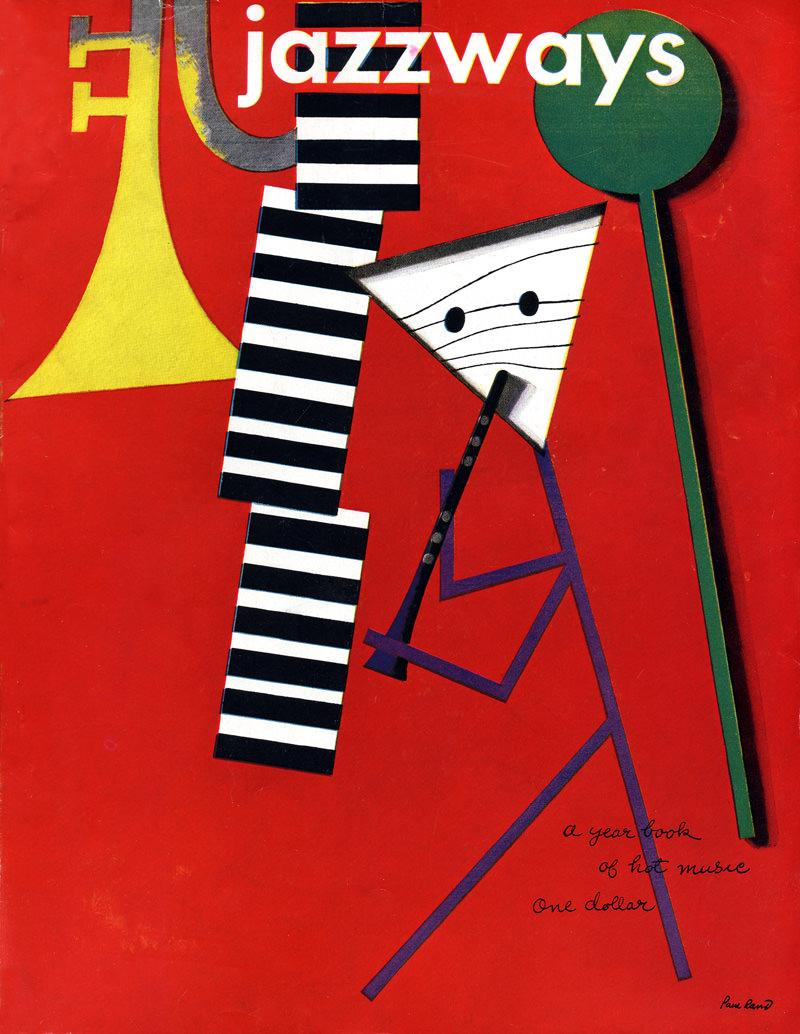 jazzways
a year book
of hot music
One dollar
Paul Rand